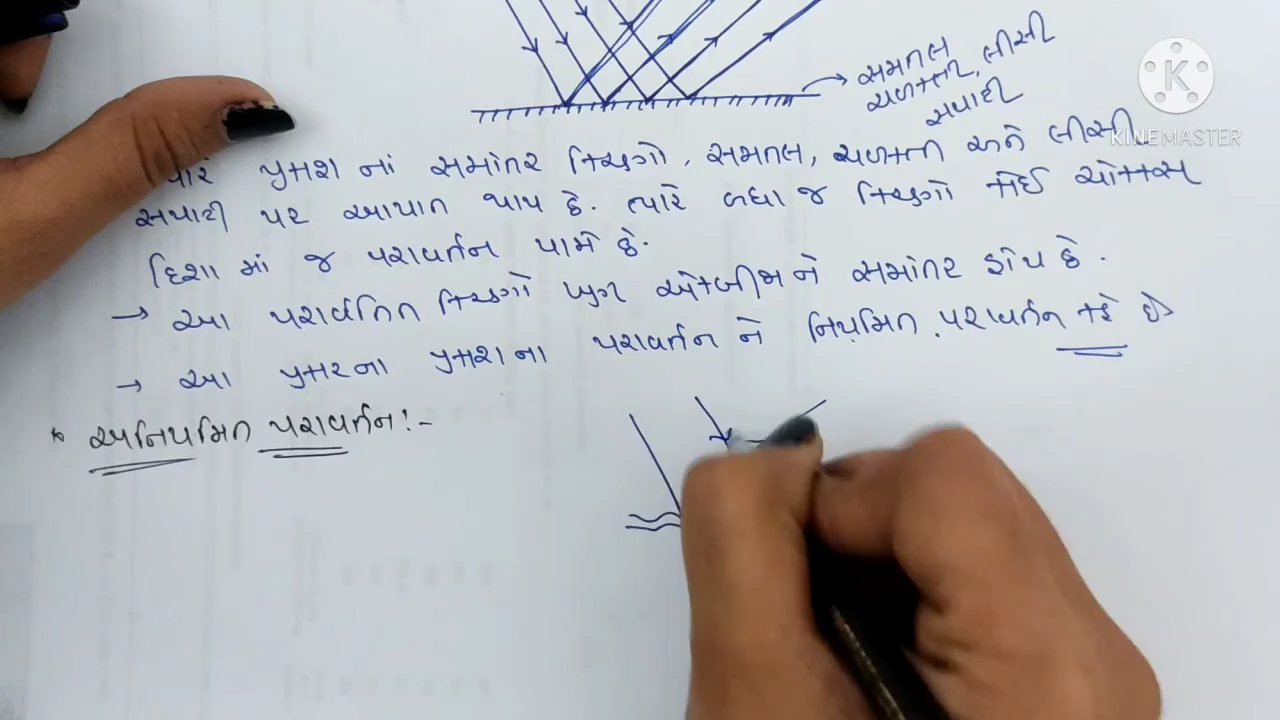 સમતલ
ચળકતી, લીસી
સપાટી
K
KINEMASTER
પ્રકાશ નાં સમાંતર કિરણો, સમતલ, ચળકતી અને લીસી
સપાટી પર આપાત થાય છે. ત્યારે બધા જ કિરણો કોઈ ચોક્કસ
દિશા માં જ પરાવર્તન પામે છે.
→ આ પરાવર્તિત કિરણો પણ એકબીજાને સમાંતર હોય છે.
→ આ પ્રકારના પ્રકાશના પરાવર્તન ને નિયમિત પરાવર્તન કહે છે
* અનિયમિત પરાવર્તન:-